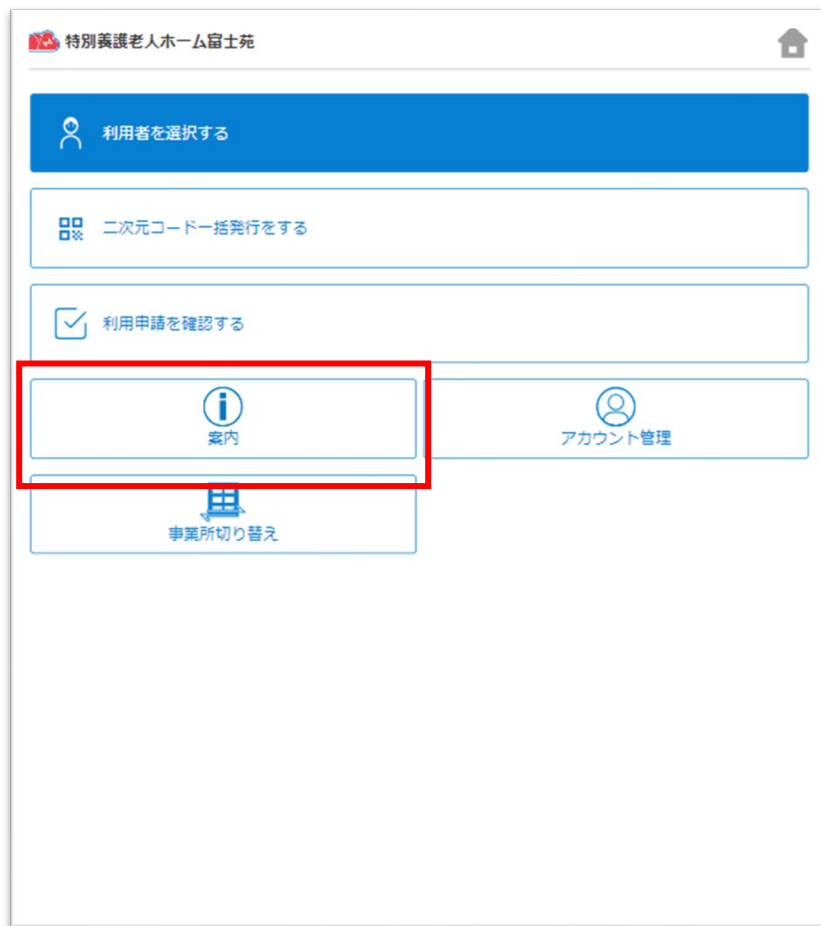 特別養護老人ホーム富士苑
利用者を選択する
二次元コード一括発行をする
利用申請を確認する
案内
アカウント管理
事業所切り替え